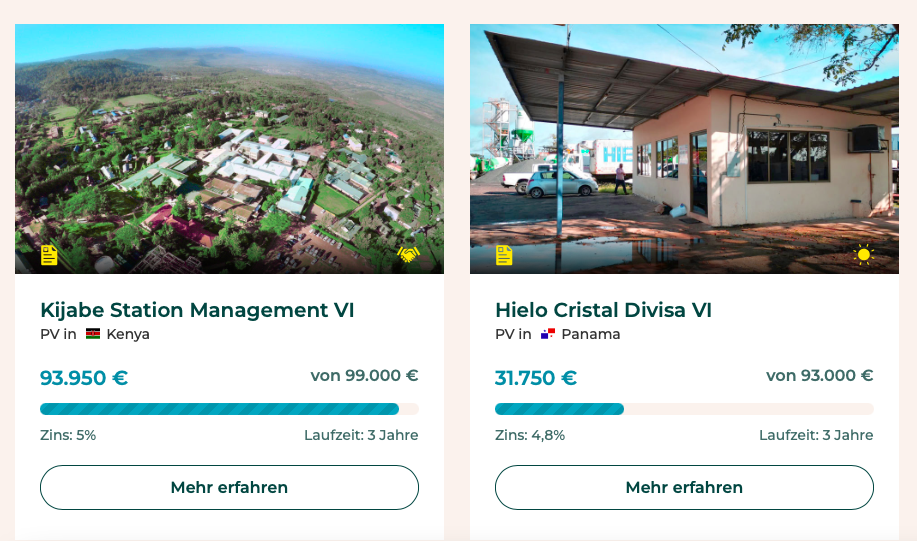 HIE
Kijabe Station Management VI
PV in Kenya
93.950 € von 99.000 €
Zins: 5% Laufzeit: 3 Jahre
Mehr erfahren
Hielo Cristal Divisa VI
PV in Panama
31.750 € von 93.000 €
Zins: 4,8% Laufzeit: 3 Jahre
Mehr erfahren